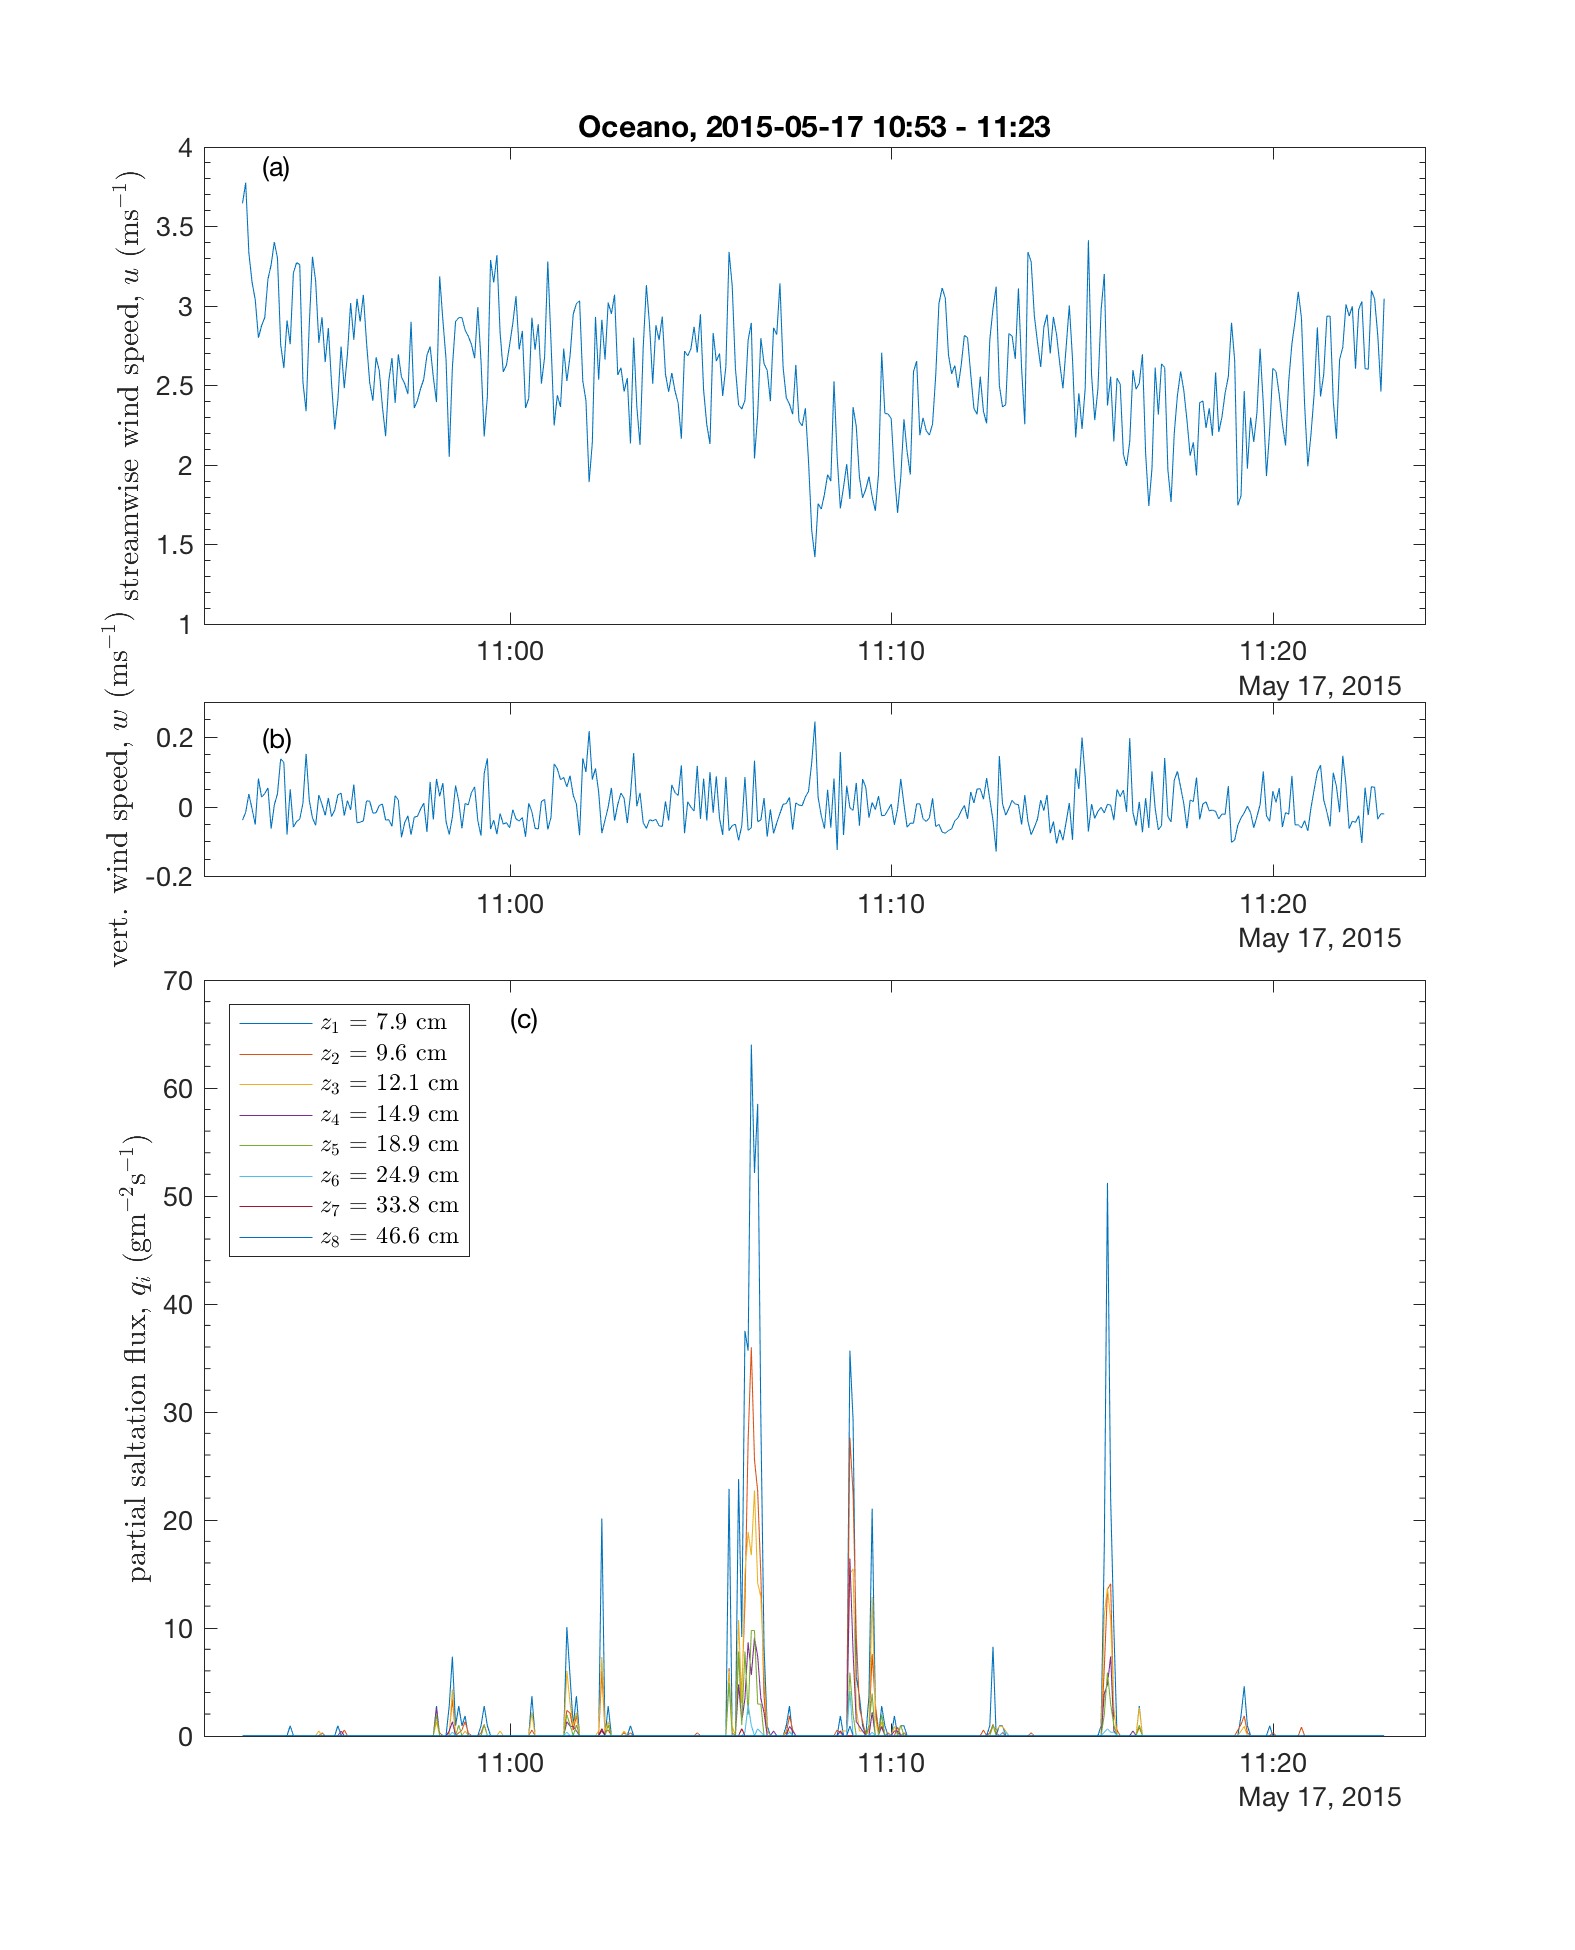 Oceano, 2015-05-17 10:53 - 11:23
(a)
streamwise wind speed, u (ms⁻¹)
4
3.5
3
2.5
2
1.5
1
11:00 11:10 11:20
May 17, 2015
(b)
vert. wind speed, w (ms⁻¹)
0.2
0
-0.2
11:00 11:10 11:20
May 17, 2015
(c)
partial saltation flux, qᵢ (gm⁻²s⁻¹)
70
60
50
40
30
20
10
0
z₁ = 7.9 cm
z₂ = 9.6 cm
z₃ = 12.1 cm
z₄ = 14.9 cm
z₅ = 18.9 cm
z₆ = 24.9 cm
z₇ = 33.8 cm
z₈ = 46.6 cm
11:00 11:10 11:20
May 17, 2015